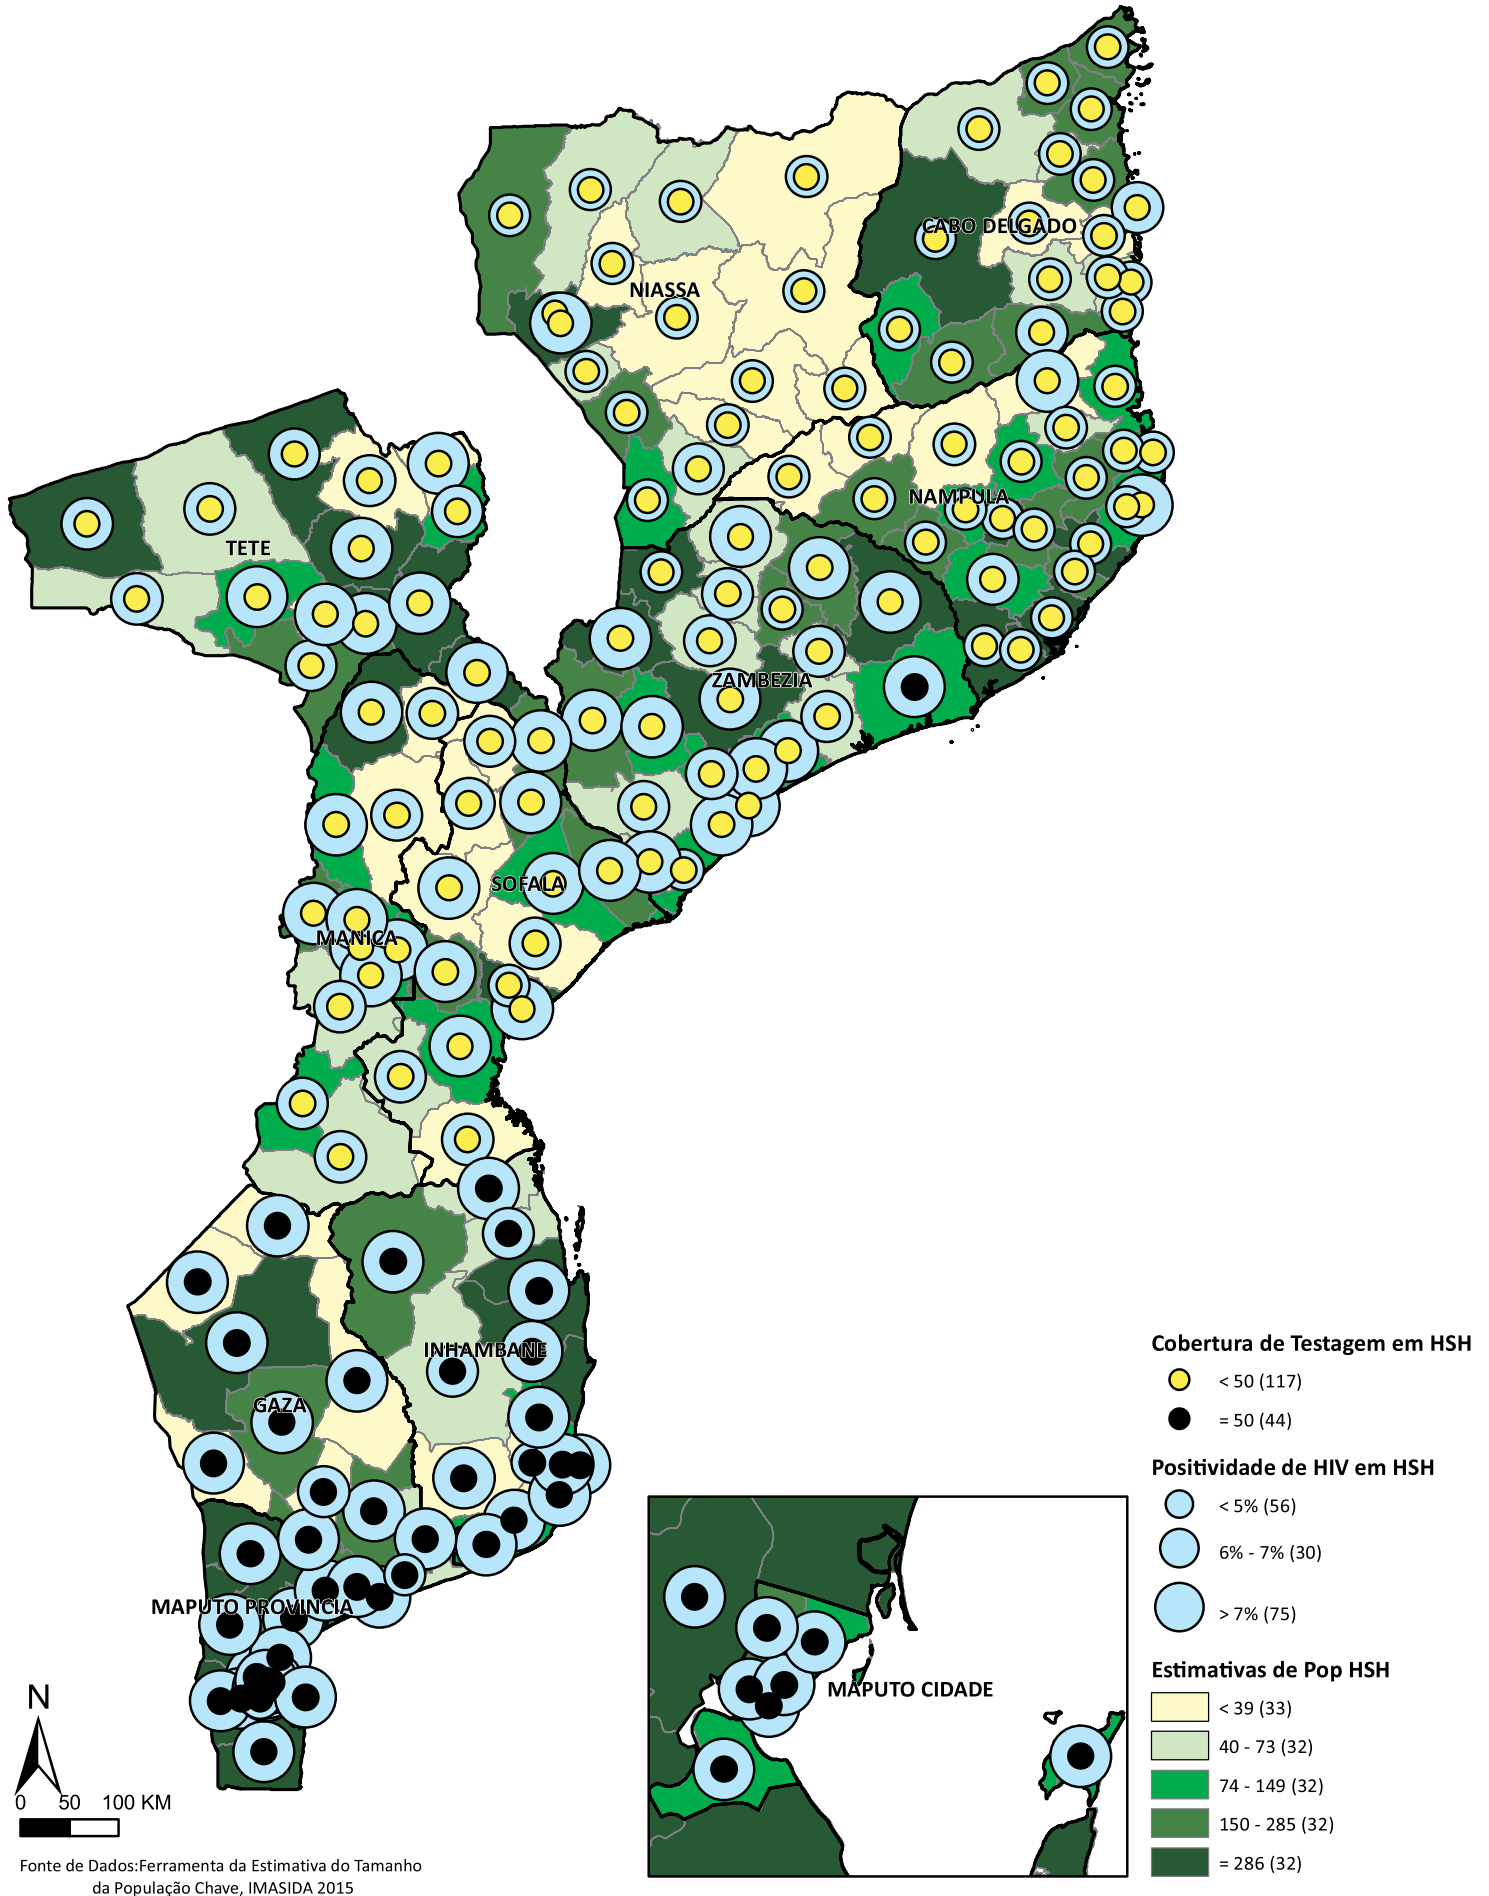 CABO DELGADO
NIASSA
NAMPULA
TETE
ZAMBEZIA
SOFALA
MANICA
INHAMBANE
GAZA
MAPUTO PROVINCIA
MAPUTO CIDADE
Cobertura de Testagem em HSH
< 50 (117)
= 50 (44)
Positividade de HIV em HSH
< 5% (56)
6% - 7% (30)
> 7% (75)
Estimativas de Pop HSH
< 39 (33)
40 - 73 (32)
74 - 149 (32)
150 - 285 (32)
= 286 (32)
N
0 50 100 KM
Fonte de Dados:Ferramenta da Estimativa do Tamanho
da População Chave, IMASIDA 2015